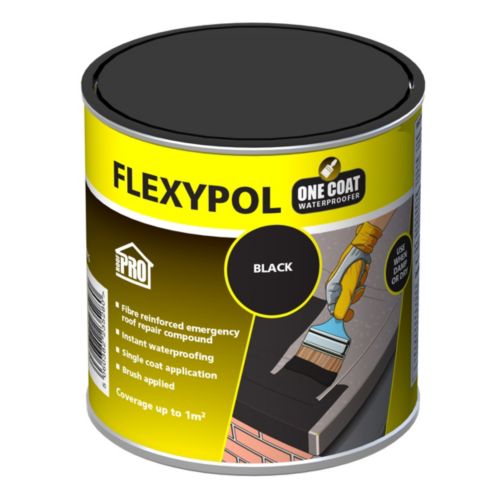 FLEXYPOL
ONE COAT
WATERPROOFER
ROOF
PRO
BLACK
USE
WHEN
DAMP
OR DRY
• Fibre reinforced emergency
roof repair compound
• Instant waterproofing
• Single coat application
• Brush applied
Coverage up to 1m²